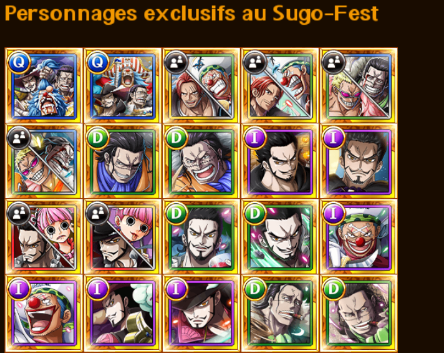 Personnages exclusifs au Sugo-Fest
Q Q
D D I I
D D I
I I D D